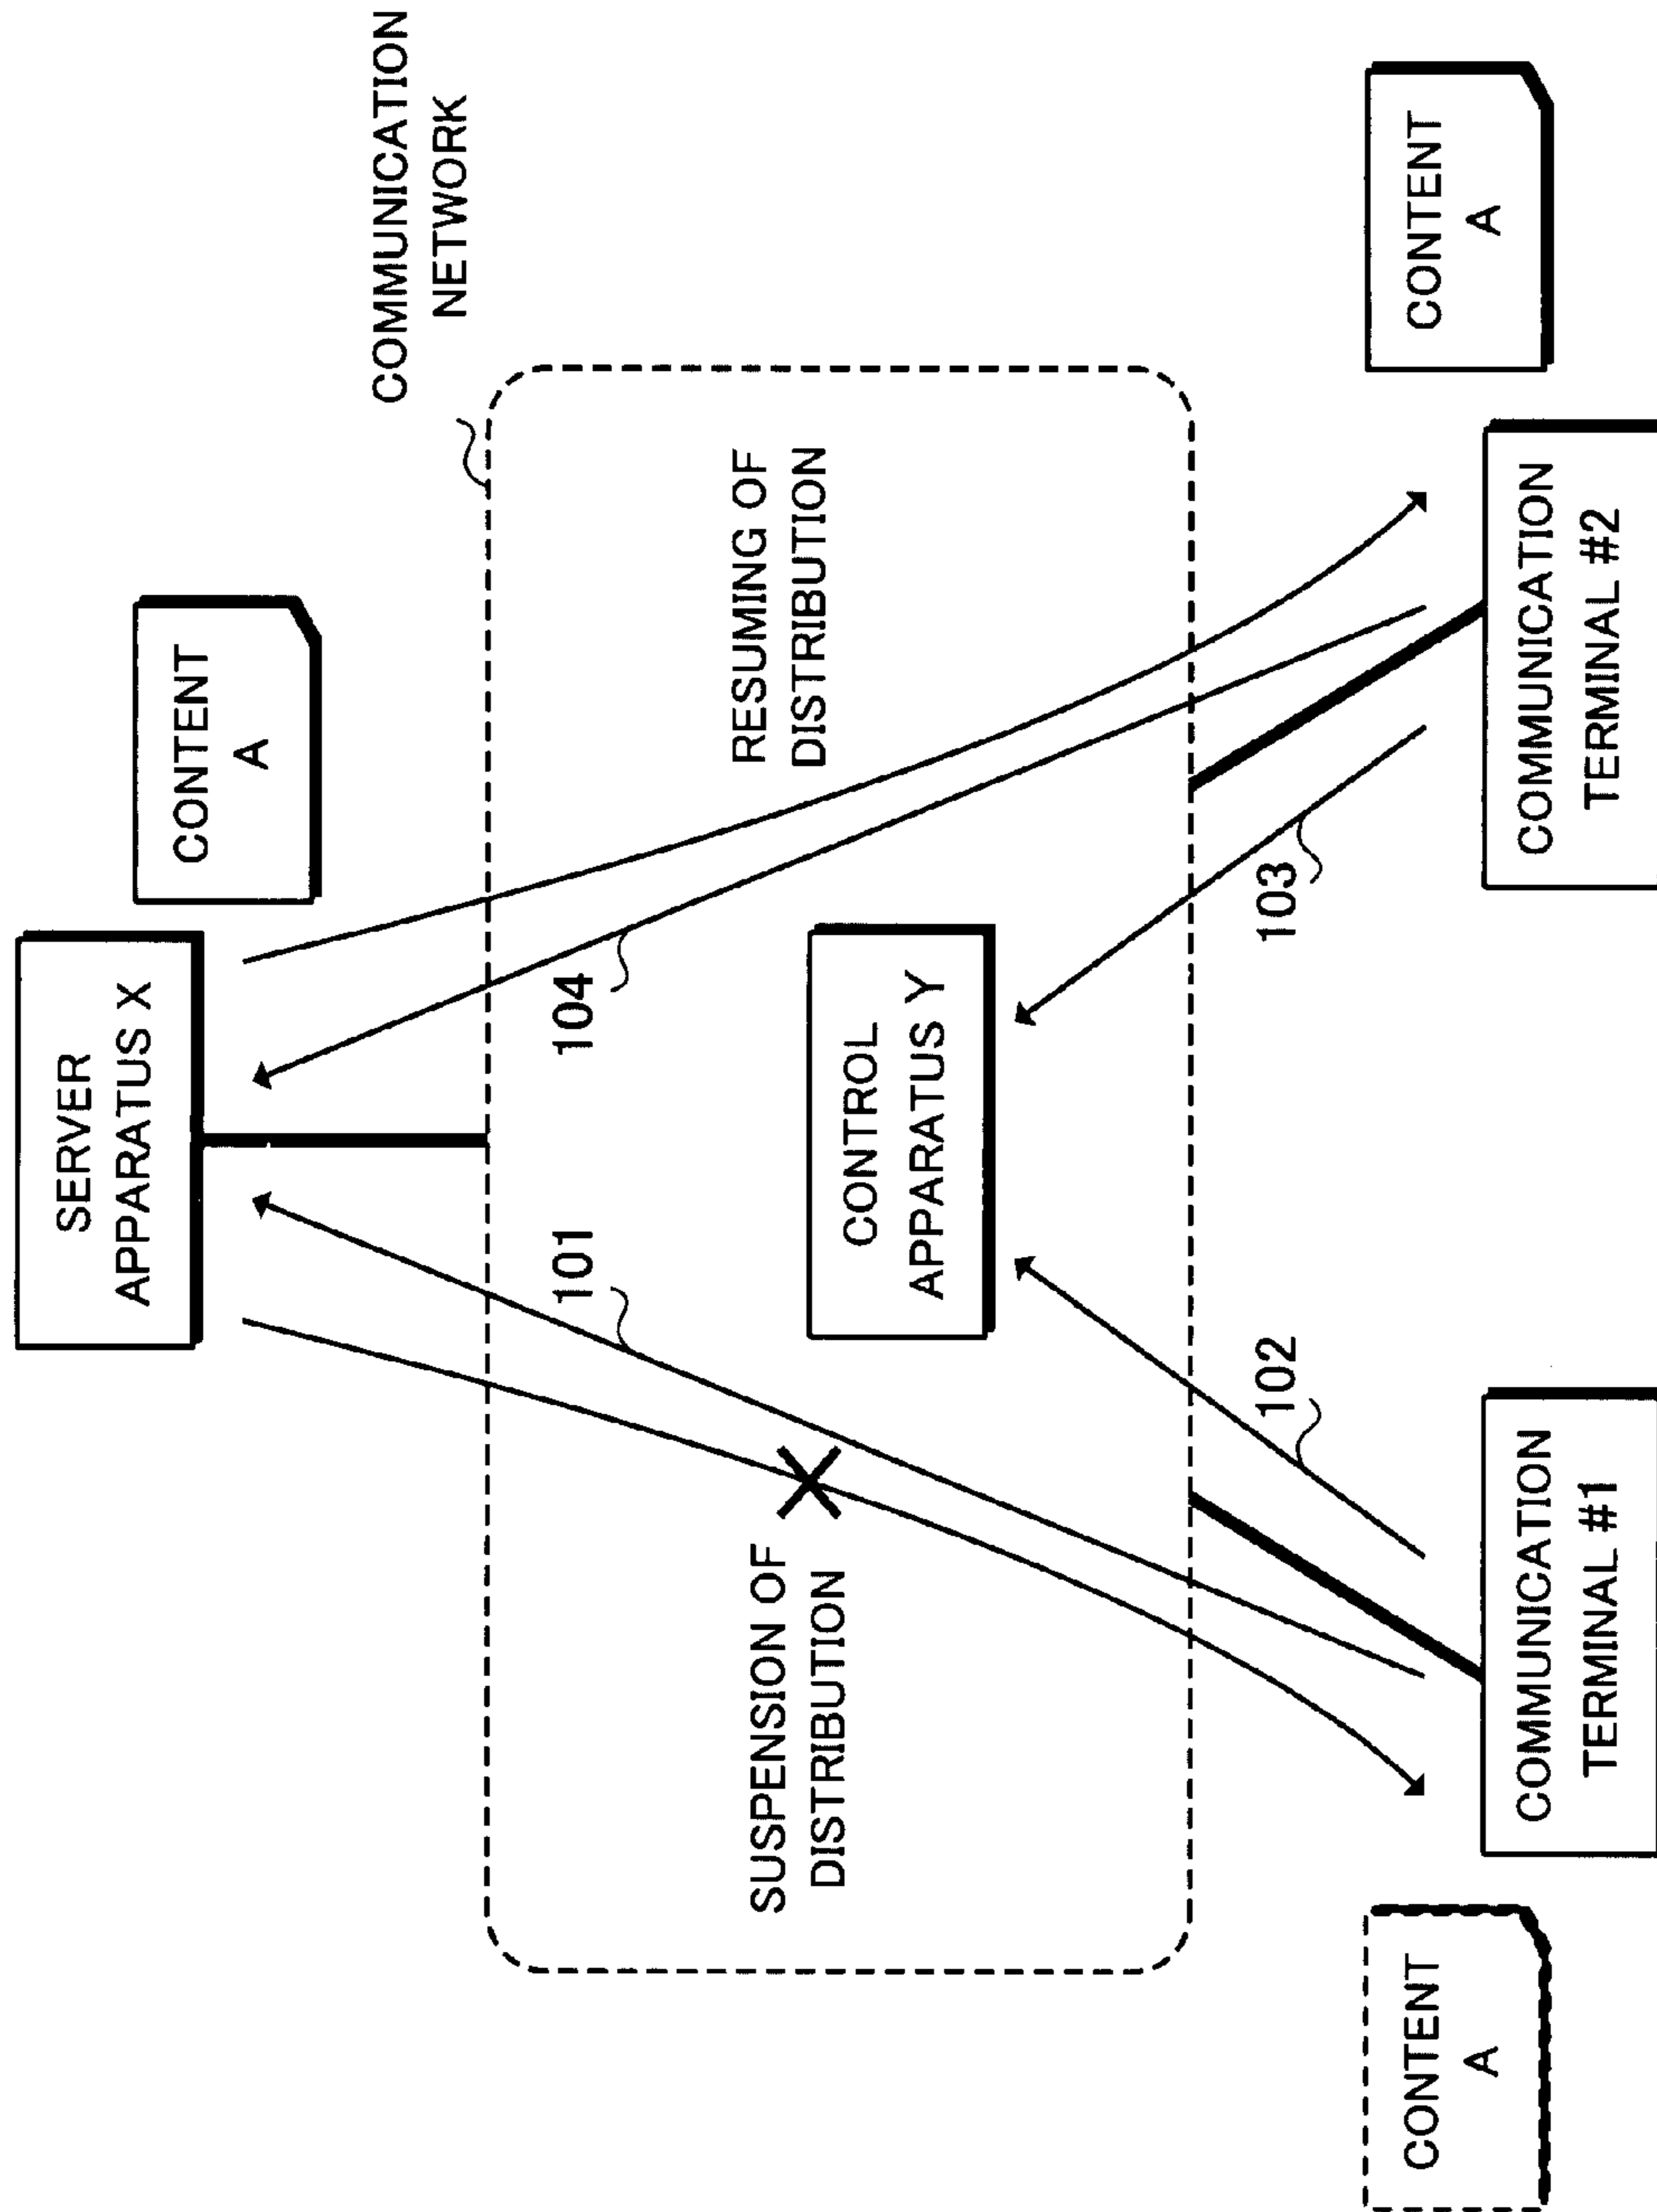 SERVER
APPARATUS X
CONTENT
A
COMMUNICATION
NETWORK
101
104
SUSPENSION OF
DISTRIBUTION
CONTROL
APPARATUS Y
RESUMING OF
DISTRIBUTION
102
103
CONTENT
A
COMMUNICATION
TERMINAL #1
COMMUNICATION
TERMINAL #2
CONTENT
A